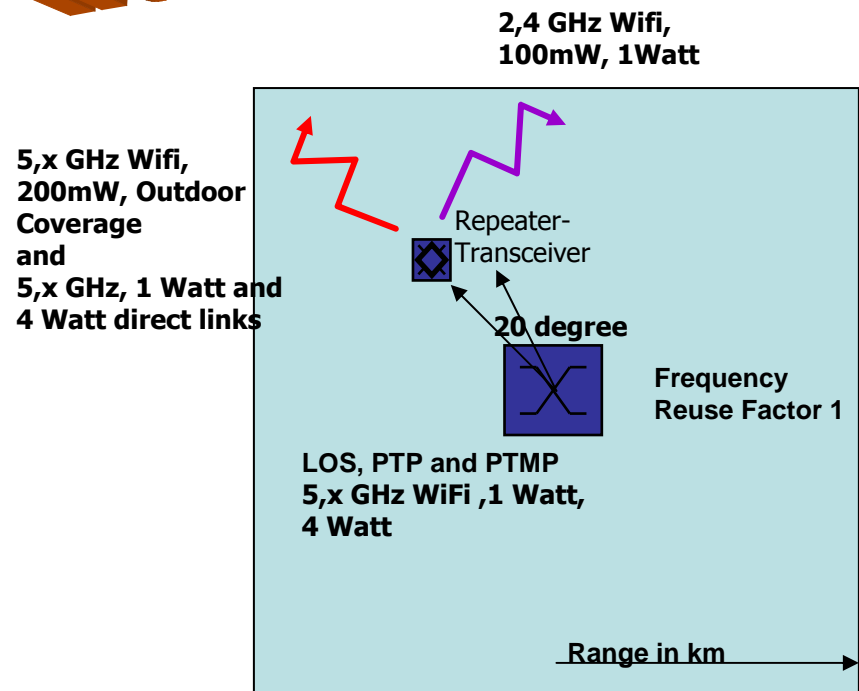 2,4 GHz Wifi,
100mW, 1Watt
5,x GHz Wifi,
200mW, Outdoor
Coverage
and
5,x GHz, 1 Watt and
4 Watt direct links
Repeater-
Transceiver
20 degree
Frequency
Reuse Factor 1
LOS, PTP and PTMP
5,x GHz WiFi ,1 Watt,
4 Watt
Range in km